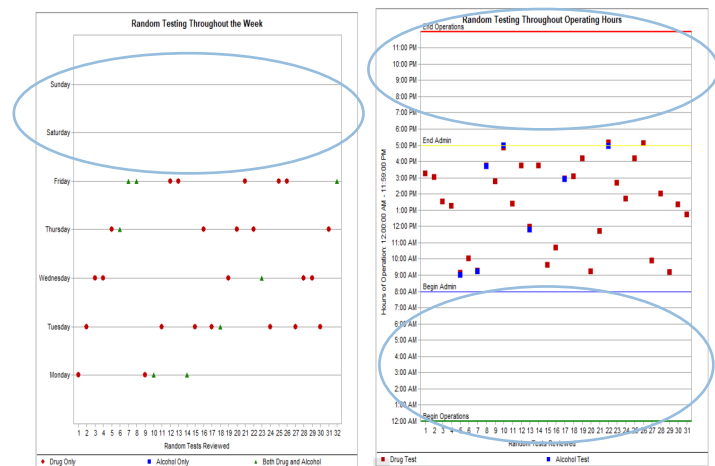 Random Testing Throughout the Week
Sunday
Saturday
Friday
Thursday
Wednesday
Tuesday
Monday
1 2 3 4 5 6 7 8 9 10 11 12 13 14 15 16 17 18 19 20 21 22 23 24 25 26 27 28 29 30 31 32
Random Tests Reviewed
Drug Only Alcohol Only Both Drug and Alcohol
Random Testing Throughout Operating Hours
End Operations
11:00 PM
10:00 PM
9:00 PM
8:00 PM
7:00 PM
6:00 PM
End Admin
5:00 PM
4:00 PM
3:00 PM
2:00 PM
1:00 PM
12:00 PM
11:00 AM
10:00 AM
9:00 AM
Begin Admin
8:00 AM
7:00 AM
6:00 AM
5:00 AM
4:00 AM
3:00 AM
2:00 AM
1:00 AM
Begin Operations
12:00 AM
Hours of Operation: 12:00:00 AM - 11:59:00 PM
1 2 3 4 5 6 7 8 9 10 11 12 13 14 15 16 17 18 19 20 21 22 23 24 25 26 27 28 29 30 31
Random Tests Reviewed
Drug Test Alcohol Test